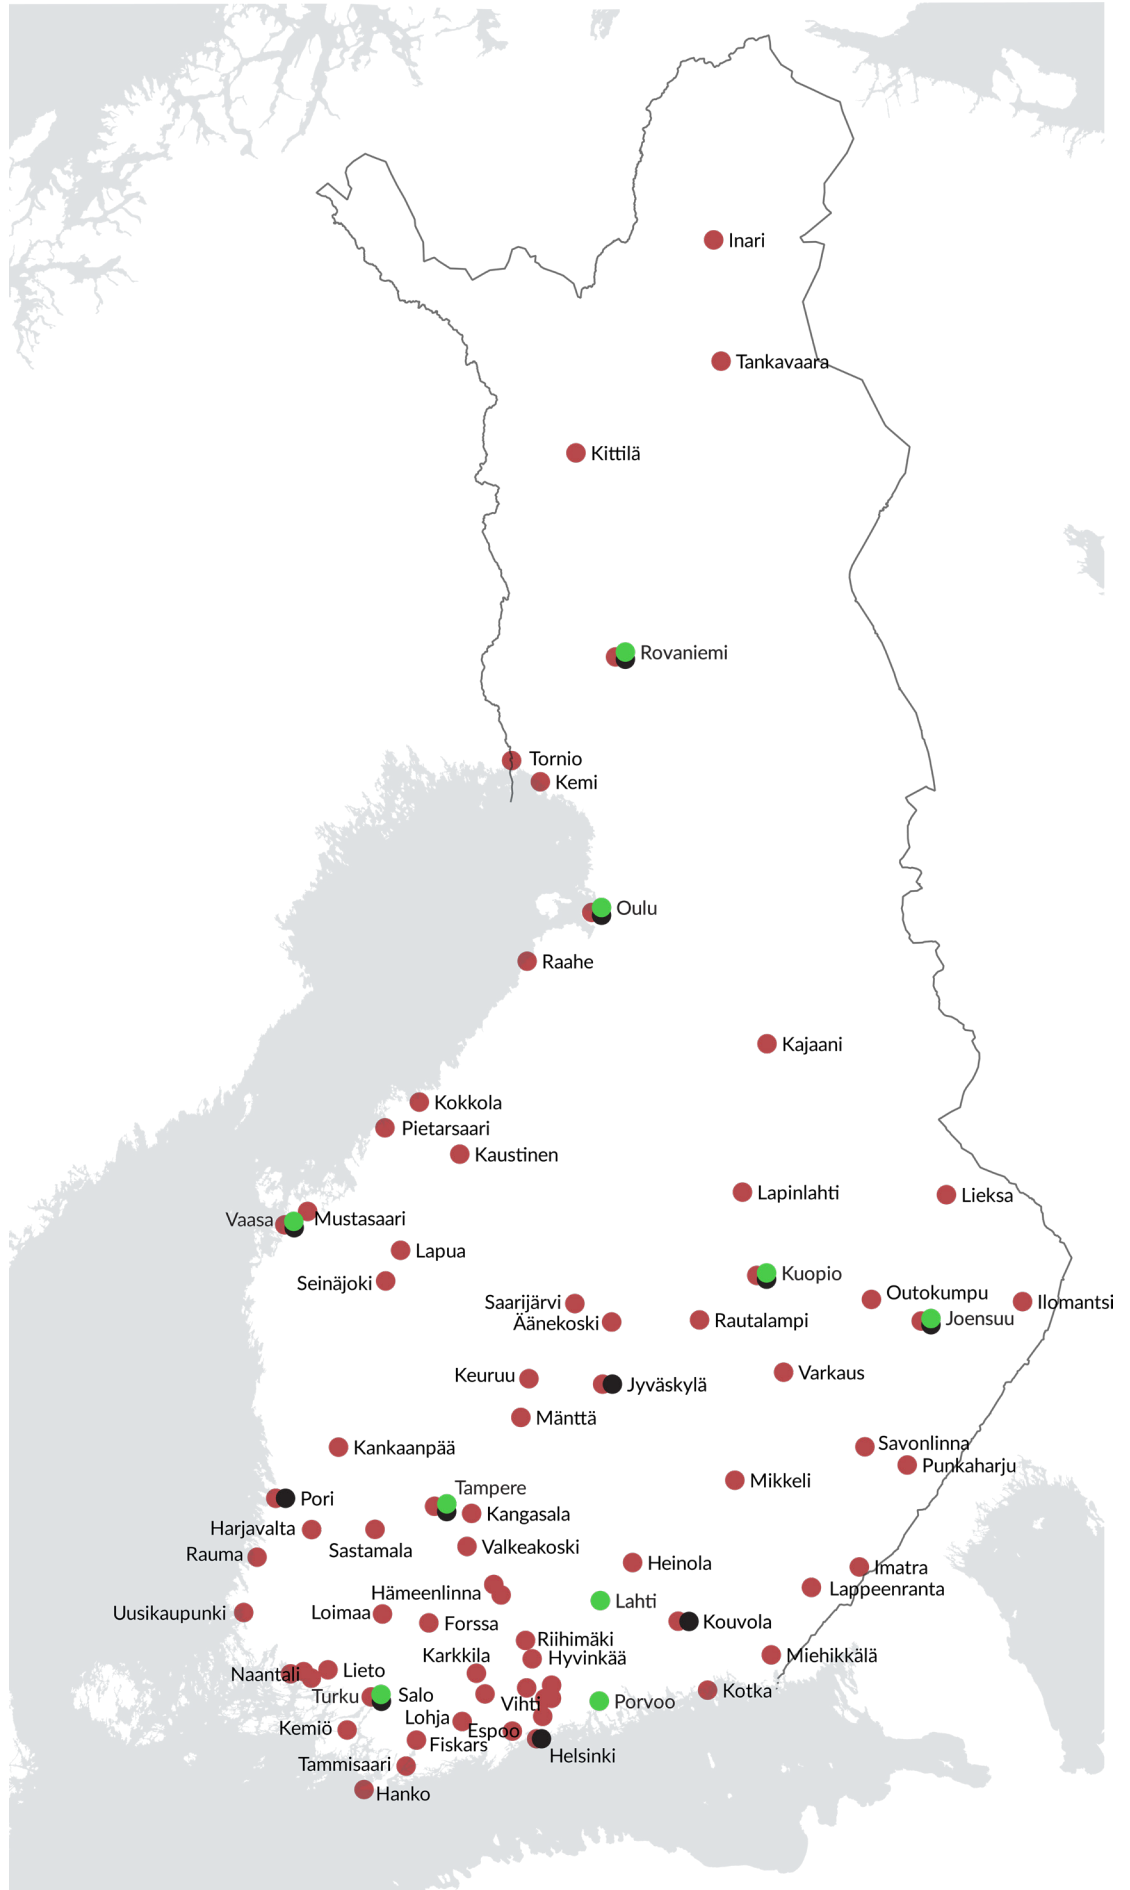 Inari
Tankavaara
Kittilä
Rovaniemi
Tornio
Kemi
Oulu
Raahe
Kajaani
Kokkola
Pietarsaari
Kaustinen
Lapinlahti
Lieksa
Vaasa
Mustasaari
Lapua
Seinäjoki
Kuopio
Outokumpu
Ilomantsi
Saarijärvi
Joensuu
Äänekoski
Rautalampi
Varkaus
Keuruu
Jyväskylä
Mänttä
Kankaanpää
Savonlinna
Punkaharju
Mikkeli
Tampere
Pori
Kangasala
Harjavalta
Sastamala
Valkeakoski
Rauma
Heinola
Imatra
Lappeenranta
Hämeenlinna
Lahti
Uusikaupunki
Loimaa
Forssa
Kouvola
Riihimäki
Hyvinkää
Karkkila
Miehikkälä
Naantali
Lieto
Kotka
Turku
Salo
Vihti
Porvoo
Lohja
Kemiö
Espoo
Fiskars
Helsinki
Tammisaari
Hanko